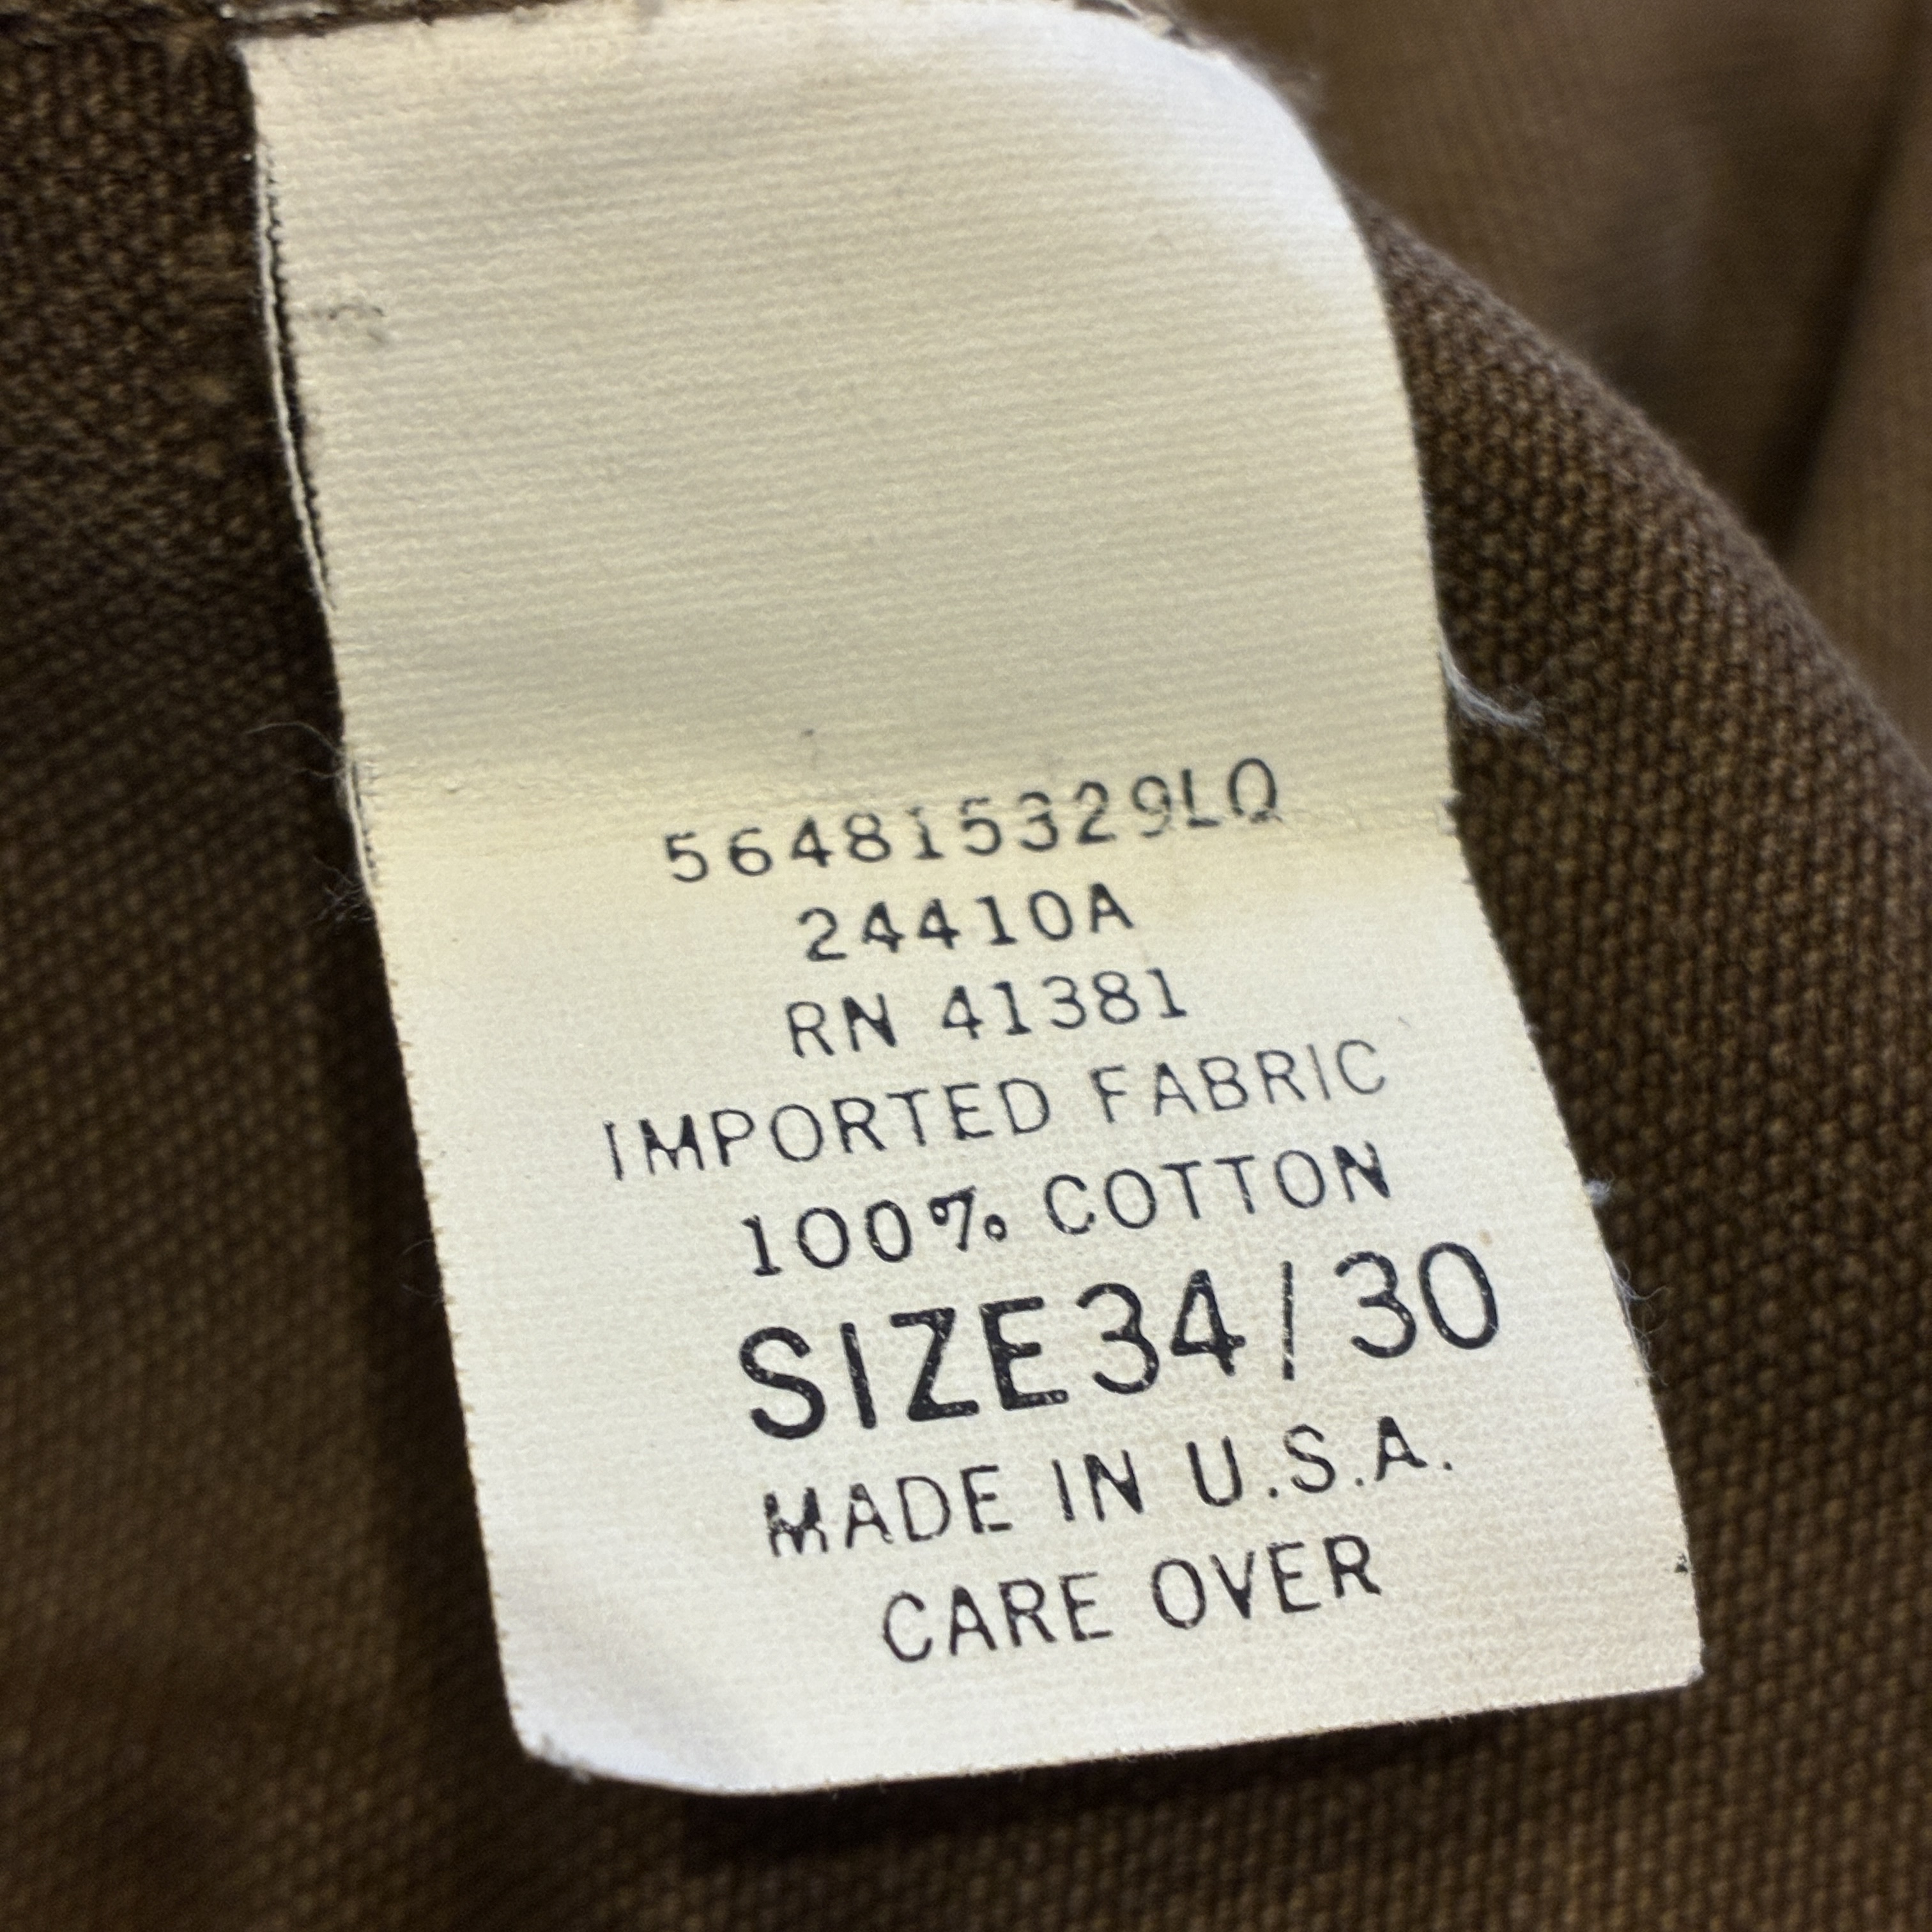 564815329LQ
24410A
RN 41381
IMPORTED FABRIC
100% COTTON
SIZE 34/30
MADE IN U.S.A.
CARE OVER